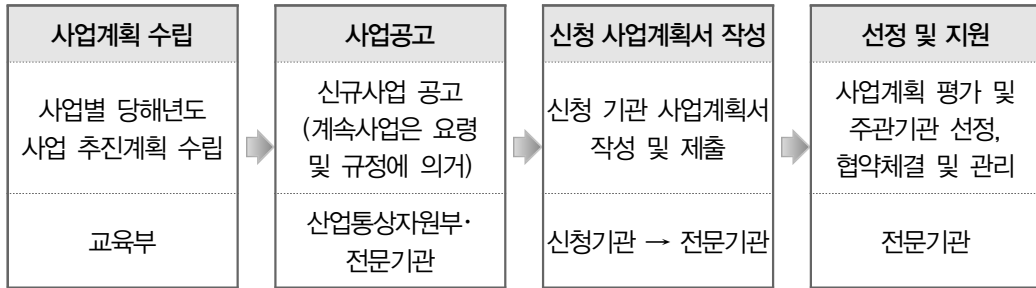 사업계획 수립
사업별 당해년도
사업 추진계획 수립
교육부
사업공고
신규사업 공고
(계속사업은 요령
및 규정에 의거)
산업통상자원부·
전문기관
신청 사업계획서 작성
신청 기관 사업계획서
작성 및 제출
신청기관 → 전문기관
선정 및 지원
사업계획 평가 및
주관기관 선정,
협약체결 및 관리
전문기관